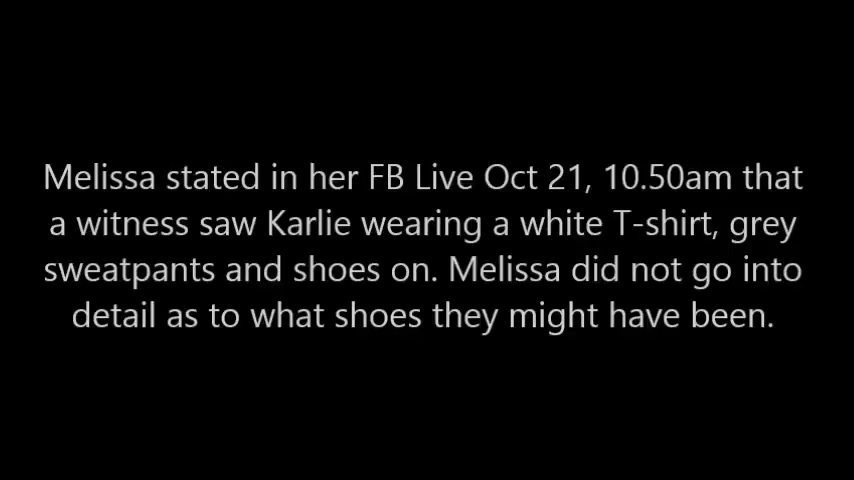 Melissa stated in her FB Live Oct 21, 10.50am that
a witness saw Karlie wearing a white T-shirt, grey
sweatpants and shoes on. Melissa did not go into
detail as to what shoes they might have been.